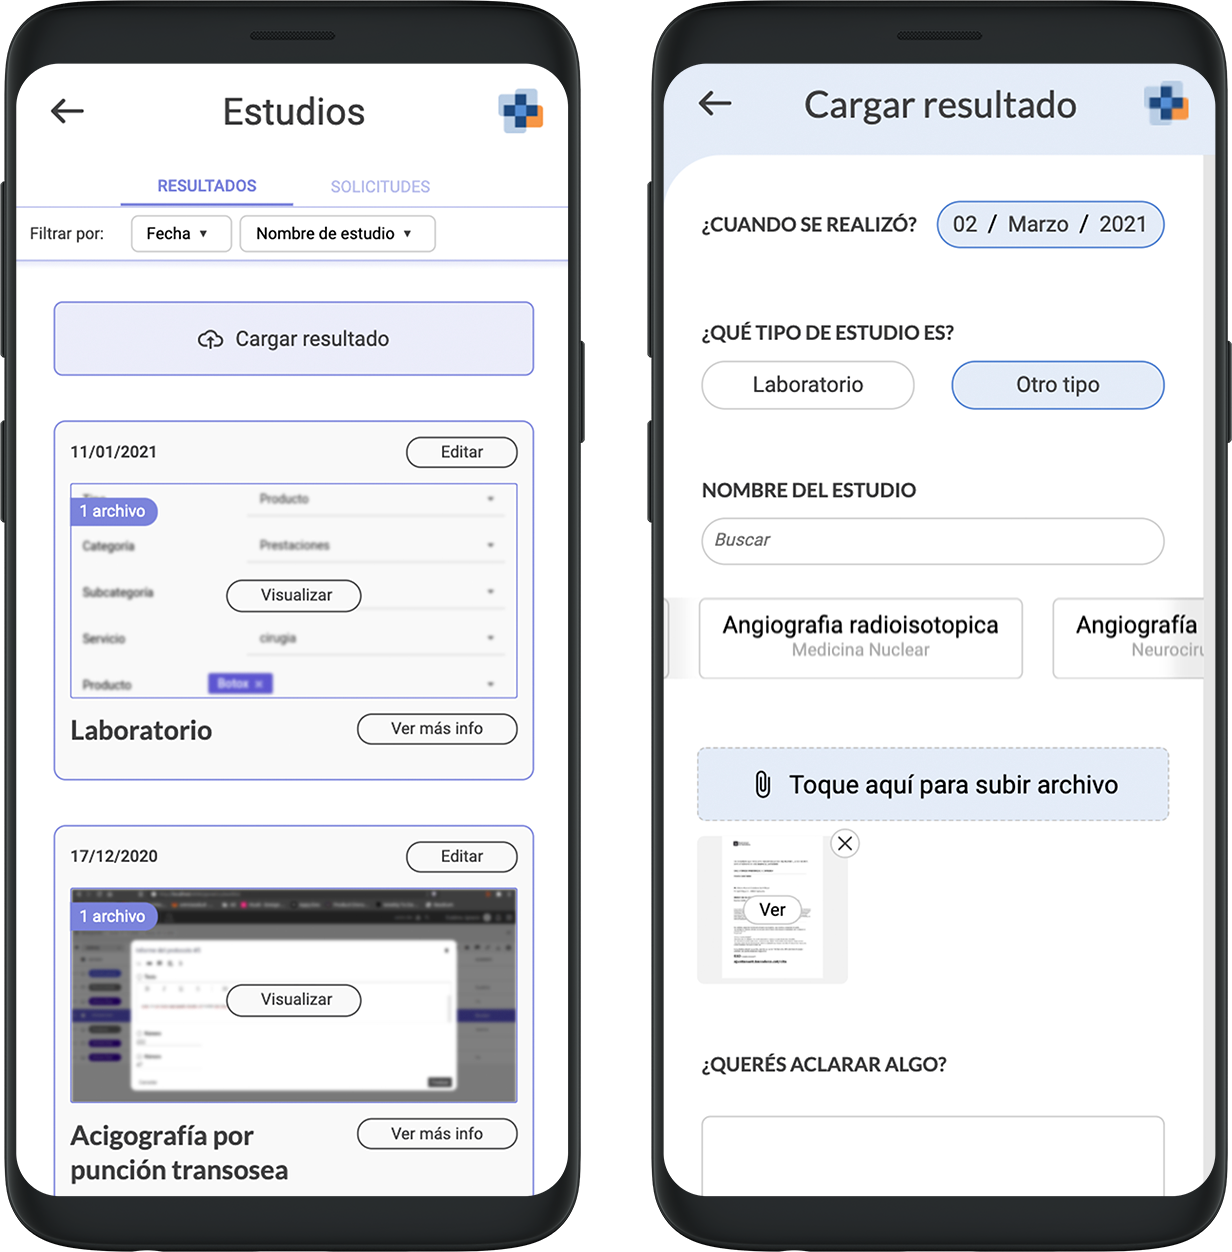 Estudios
RESULTADOS SOLICITUDES
Filtrar por: Fecha ▼ Nombre de estudio ▼
Cargar resultado
11/01/2021 Editar
1 archivo
Producto
Categoría Prestaciones
Subcategoría
Visualizar
Servicio cirugia
Producto Botox ×
Laboratorio Ver más info
17/12/2020 Editar
1 archivo
Visualizar
Acigografía por
punción transosea
Ver más info
Cargar resultado
¿CUANDO SE REALIZÓ? 02 / Marzo / 2021
¿QUÉ TIPO DE ESTUDIO ES?
Laboratorio Otro tipo
NOMBRE DEL ESTUDIO
Buscar
Angiografia radioisotopica
Medicina Nuclear
Angiografía
Neurociru
Toque aquí para subir archivo
Ver
¿QUERÉS ACLARAR ALGO?